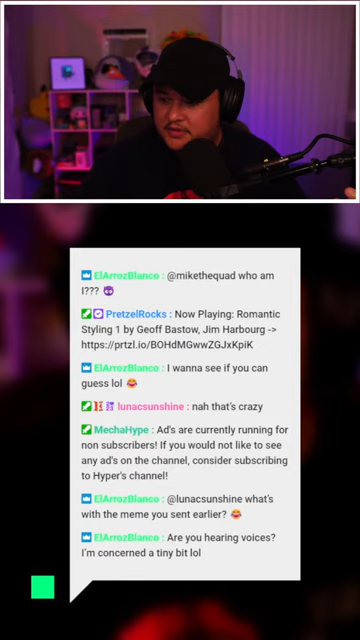 ElArrozBlanco : @mikethequad who am
I??? 😈
PretzelRocks : Now Playing: Romantic
Styling 1 by Geoff Bastow, Jim Harbourg ->
https://prtzl.io/BOHdMGwwZGJxKpiK
ElArrozBlanco : I wanna see if you can
guess lol 😂
lunacsunshine : nah that's crazy
MechaHype : Ad's are currently running for
non subscribers! If you would not like to see
any ad's on the channel, consider subscribing
to Hyper's channel!
ElArrozBlanco : @lunacsunshine what's
with the meme you sent earlier? 😂
ElArrozBlanco : Are you hearing voices?
I'm concerned a tiny bit lol